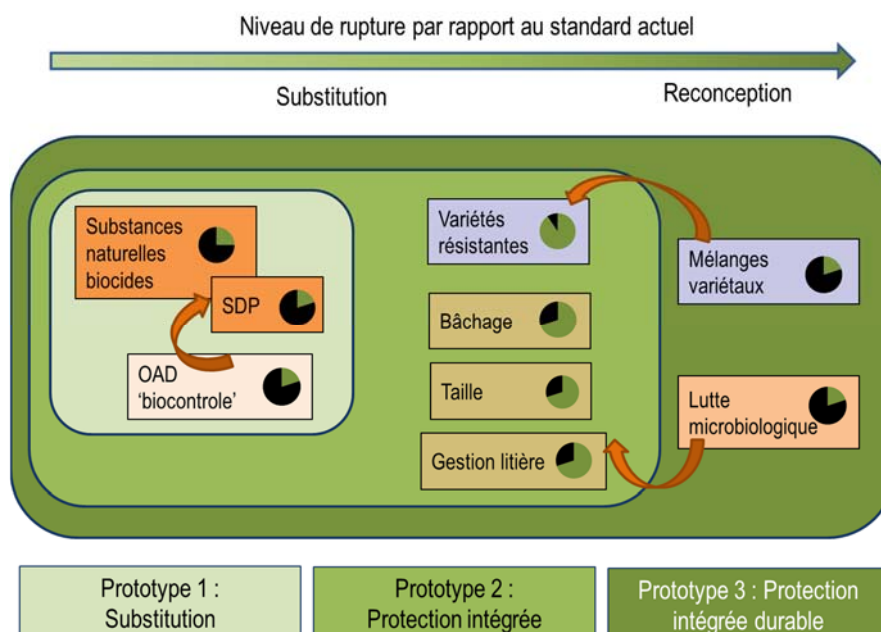 Niveau de rupture par rapport au standard actuel
Substitution
Reconception
Substances
naturelles
biocides
SDP
OAD
‘biocontrole’
Variétés
résistantes
Bâchage
Taille
Gestion litière
Mélanges
variétaux
Lutte
microbiologique
Prototype 1 :
Substitution
Prototype 2 :
Protection intégrée
Prototype 3 : Protection
intégrée durable